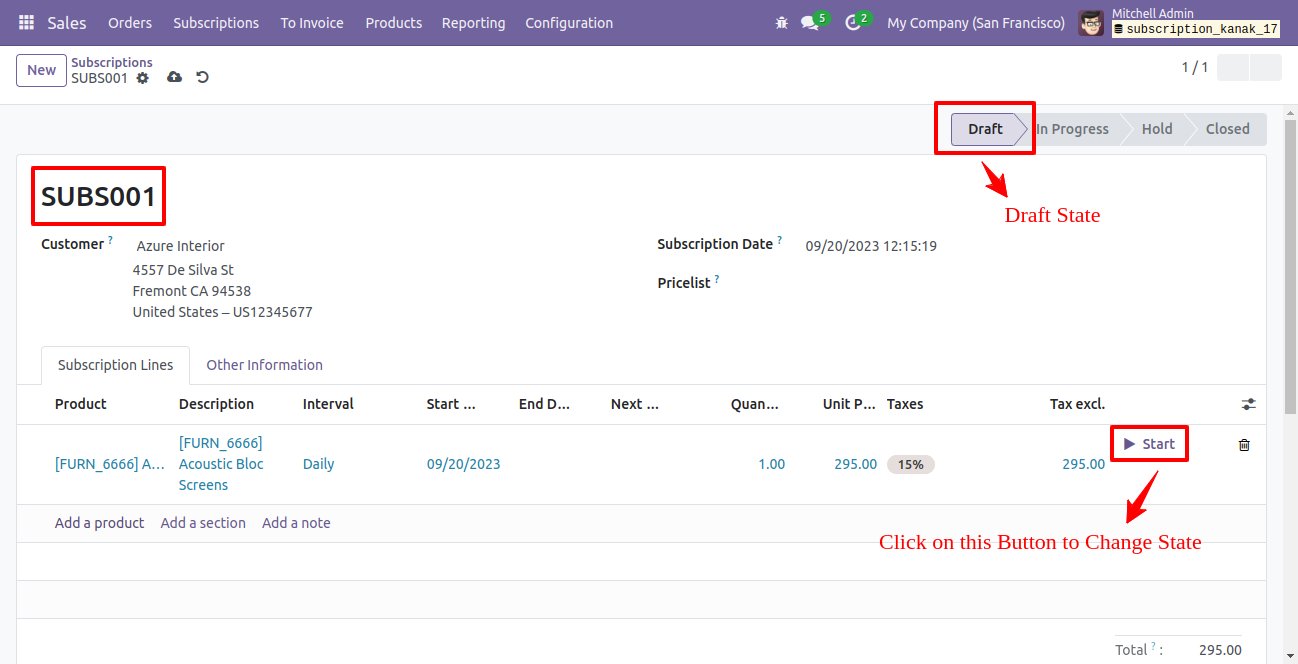 Sales Orders Subscriptions To Invoice Products Reporting Configuration 5 2 My Company (San Francisco) Mitchell Admin
subscription_kanak_17
New Subscriptions
SUBS001 1 / 1
Draft In Progress Hold Closed
Draft State
SUBS001
Customer ? Azure Interior
4557 De Silva St
Fremont CA 94538
United States – US12345677
Subscription Date ? 09/20/2023 12:15:19
Pricelist ?
Subscription Lines Other Information
Product Description Interval Start ... End D... Next ... Quan... Unit P... Taxes Tax excl.
[FURN_6666] A... [FURN_6666] Daily 09/20/2023 1.00 295.00 15% 295.00 Start
Acoustic Bloc
Screens
Add a product Add a section Add a note
Click on this Button to Change State
Total ? : 295.00